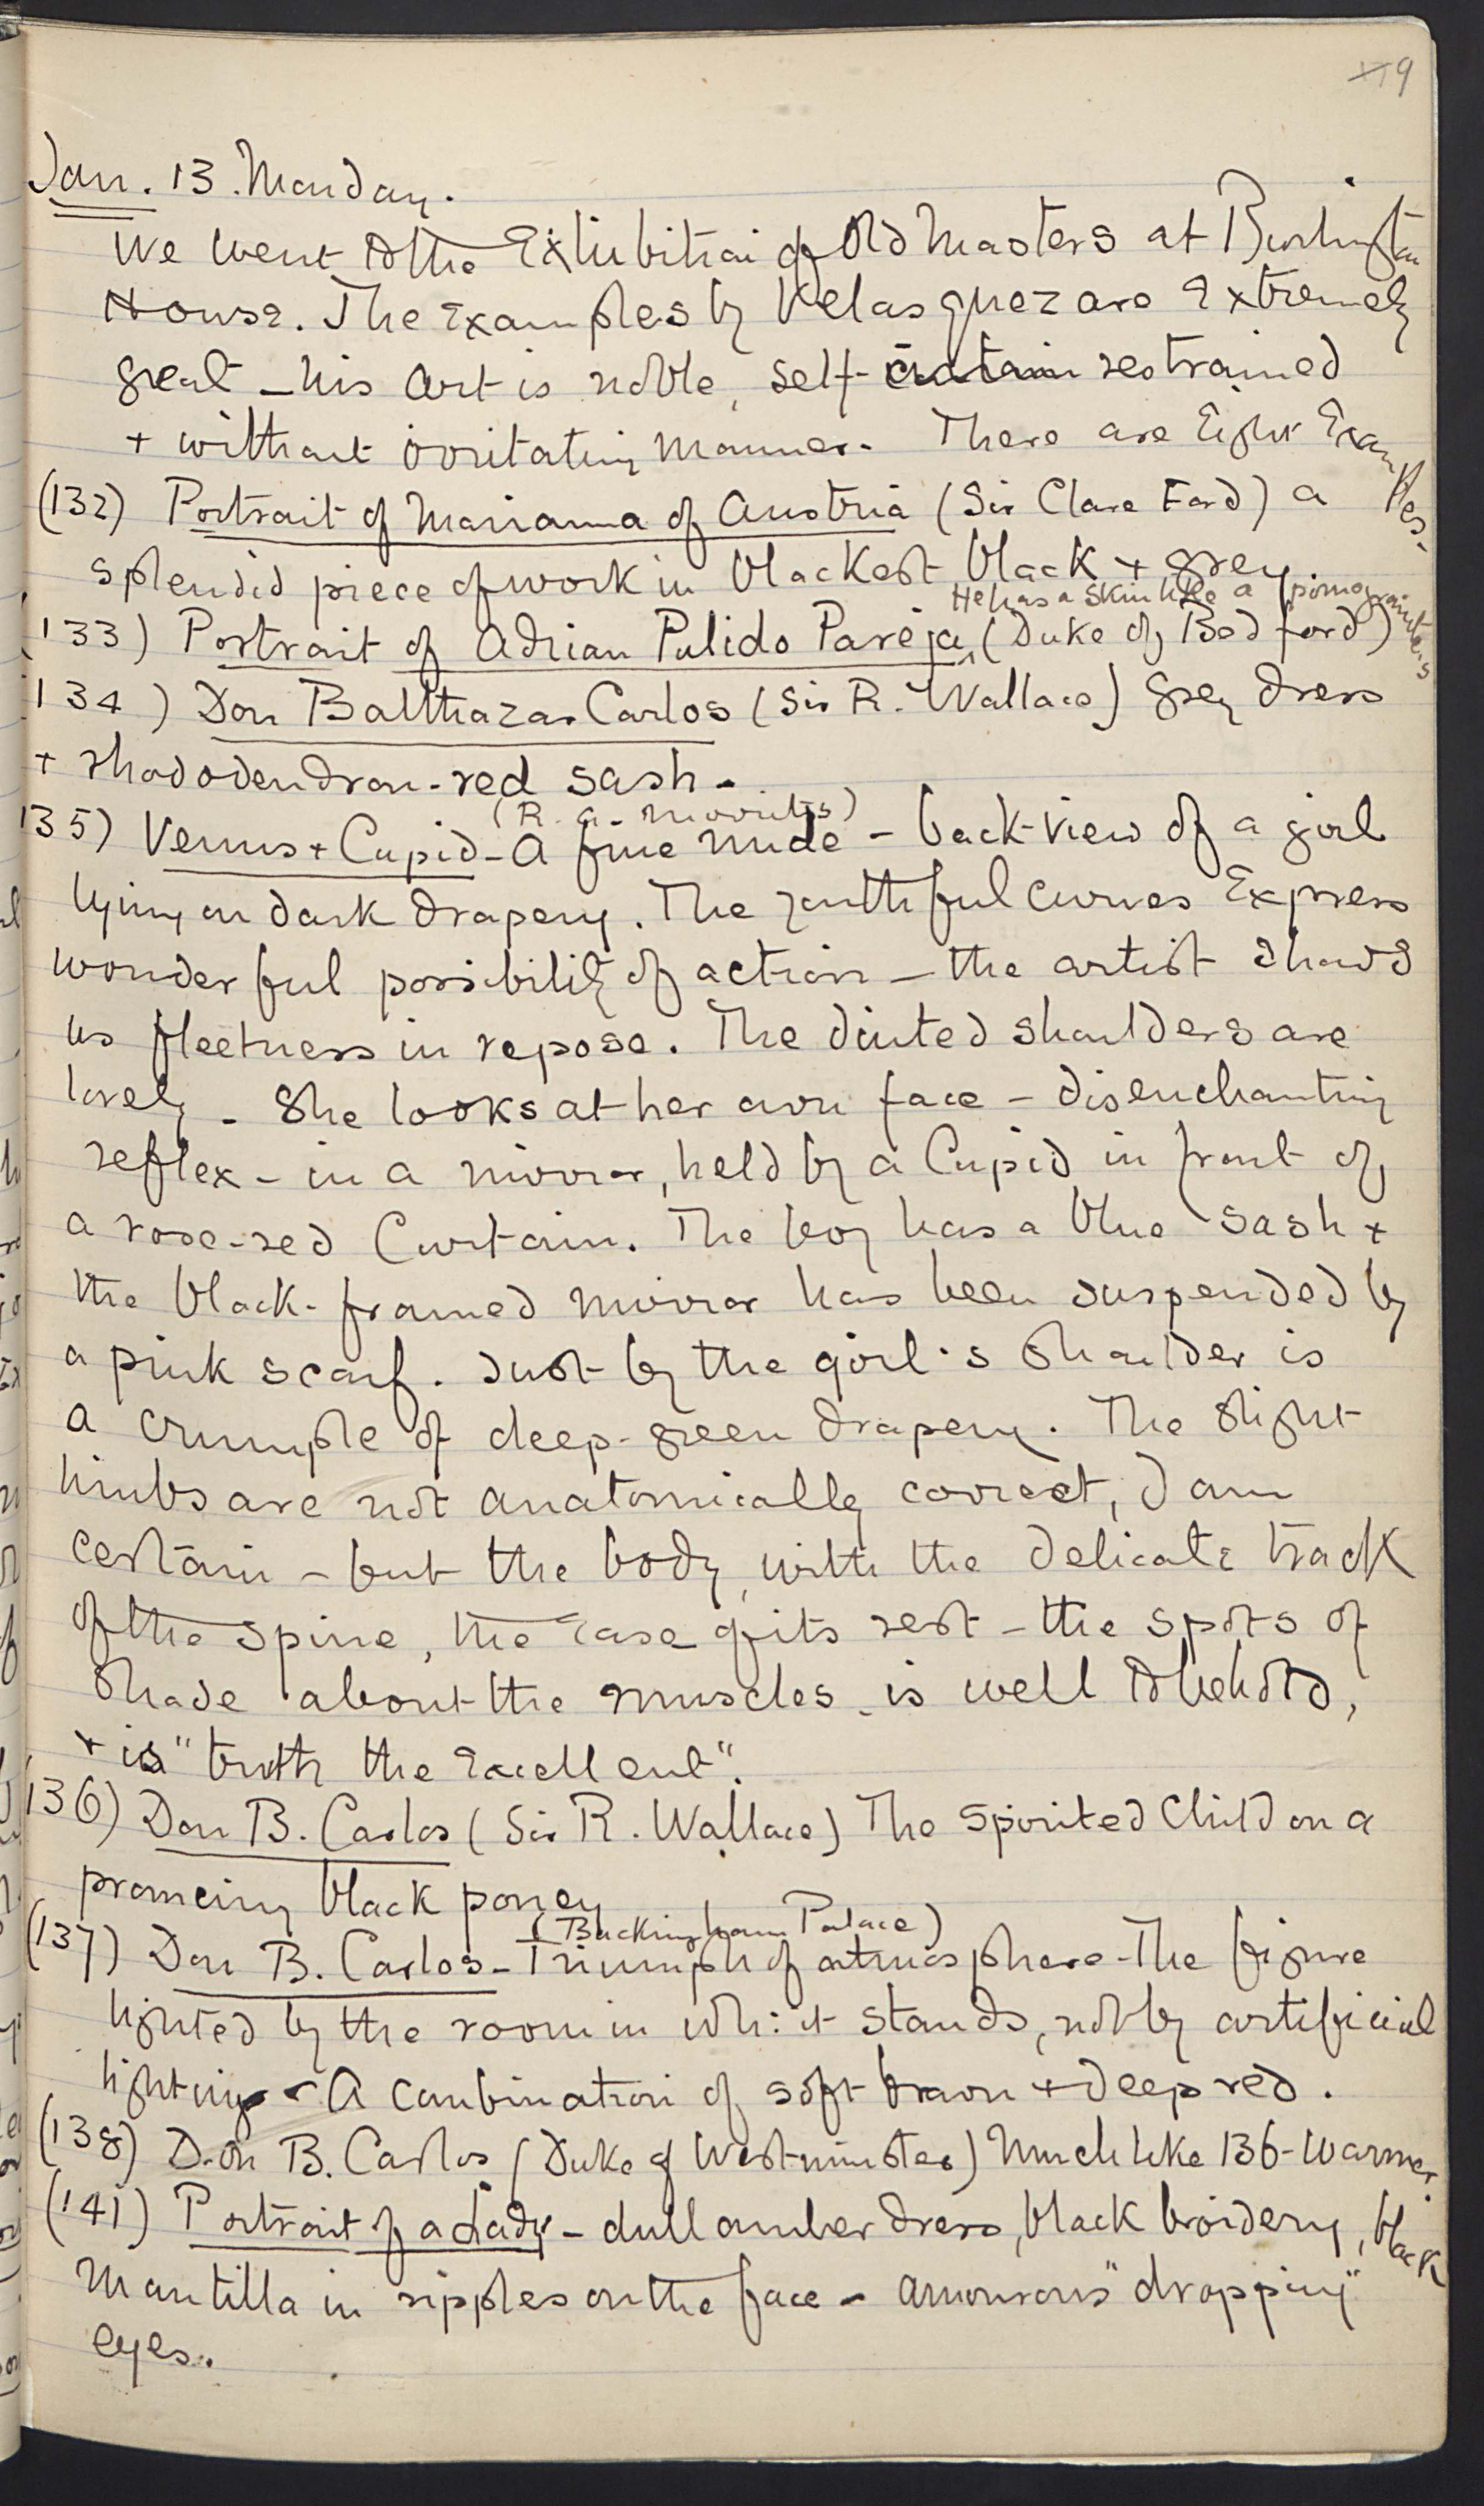 19
Jan. 13. Monday.
We went to the Exhibition of Old Masters at Burlington
House. The Examples by Velasquez are Extremely
great – his art is noble, self- contain restrained
+ without irritating manner. There are Eight Examples.
(132) Portrait of Marianna of Austria (Sir Clare Ford) a
splendid piece of work in blackest black + grey.
He has a skin like a pomegranate's
(133) Portrait of Adrian Pulido Pareja (Duke of Bedford)
134) Don Balthazar Carlos (Sir R. Wallace) grey dress
+ rhododendron-red sash –
(R. A. Morritts)
135) Venus + Cupid – A fine nude – back-view of a girl
lying on dark drapery. The youthful curves Express
wonderful possibility of action – the artist shows
us fleetness in repose. The dinted shoulders are
lovely – She looks at her own face – disenchanting
reflex – in a mirror, held by a Cupid in front of
a rose-red Curtain. The boy has a blue sash +
the black-framed mirror has been suspended by
a pink scarf. Just by the girl's shoulder is
a crumple of deep-green drapery. The slight
limbs are not anatomically correct, I am
certain – but the body, with the delicate track
of the spine, the ease of its rest – the spots of
shade about the muscles – is well to behold,
+ is "truth the Excellent".
136) Don B. Carlos (Sir R. Wallace) The spirited Child on a
prancing black poney
(Buckingham Palace)
(137) Don B. Carlos – Triumph of atmosphere – The figure
lighted by the room in wh: it stands, not by artificial
lighting – A combination of soft brown + deep red.
(138) Don B. Carlos (Duke of Westminster) Much like 136 – Warmer.
(141) Portrait of a Lady – dull amber dress, black broidery, black
Mantilla in ripples on the face – amourous "dropping"
eyes.